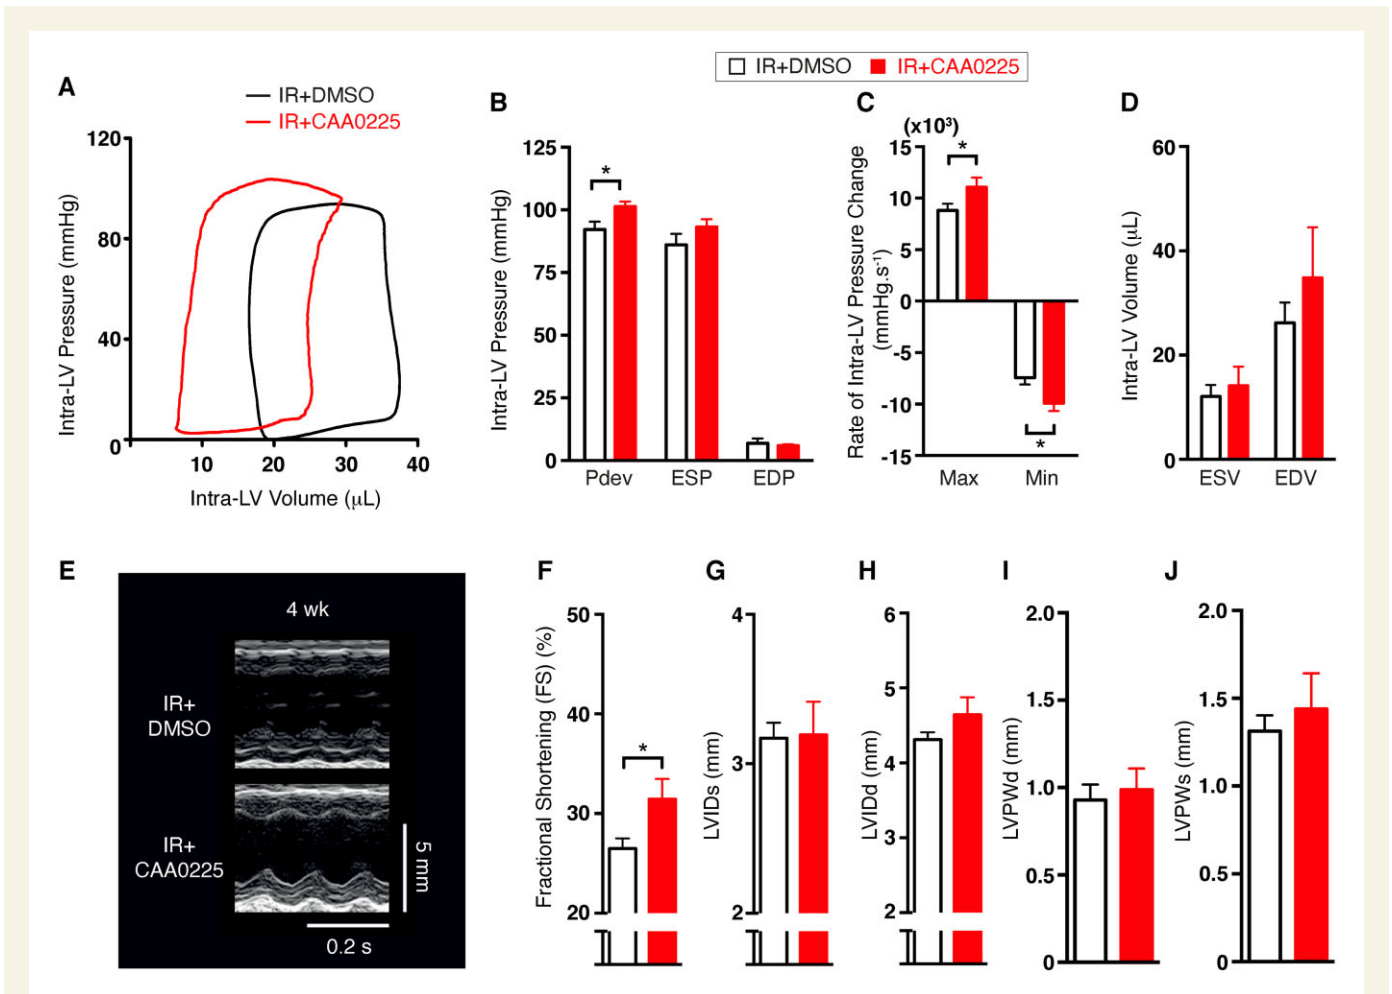 IR+DMSO IR+CAA0225
A
IR+DMSO
IR+CAA0225
120
80
40
0
Intra-LV Pressure (mmHg)
10 20 30 40
Intra-LV Volume (μL)
B
125
100
75
50
25
0
Intra-LV Pressure (mmHg)
*
Pdev ESP EDP
C
(x10³)
15
10
5
0
-5
-10
-15
Rate of Intra-LV Pressure Change
(mmHg.s⁻¹)
*
*
Max Min
D
60
40
20
0
Intra-LV Volume (μL)
ESV EDV
E
4 wk
IR+
DMSO
IR+
CAA0225
5 mm
0.2 s
F
50
40
30
20
Fractional Shortening (FS) (%)
*
G
4
3
2
LVIDs (mm)
H
6
5
4
3
2
LVIDd (mm)
I
2.0
1.5
1.0
0.5
0
LVPWd (mm)
J
2.0
1.5
1.0
0.5
0
LVPWs (mm)